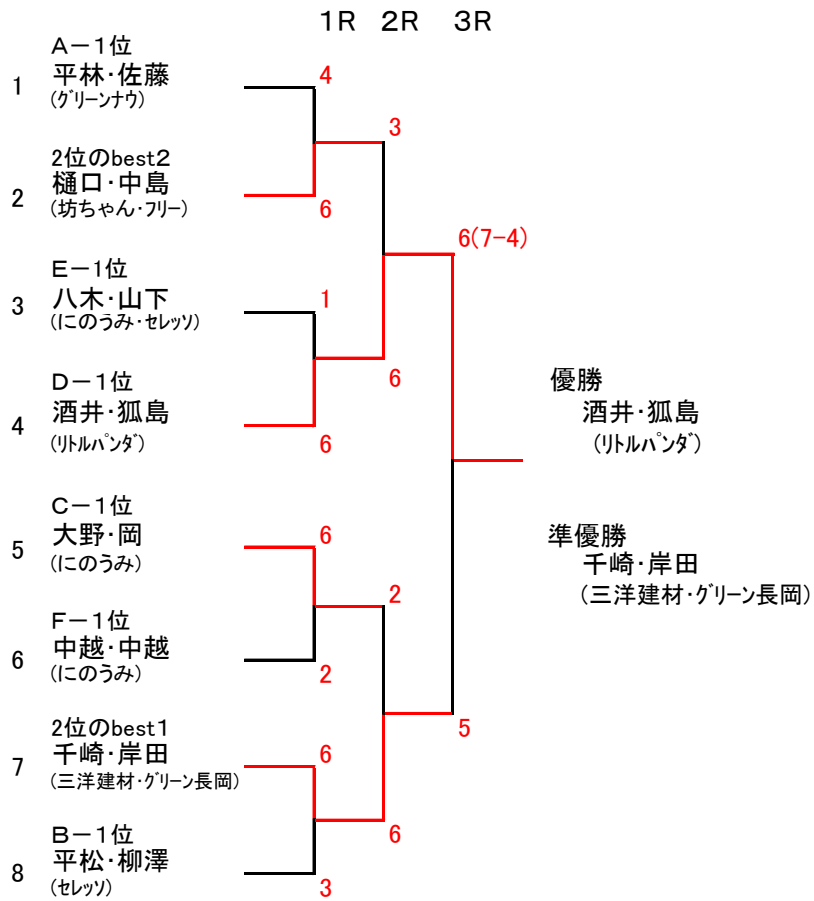 1R 2R 3R
A-1位
1 平林・佐藤 4
(グリーンナウ)
3
2位のbest2
2 樋口・中島
(坊ちゃん・フリー) 6
6(7-4)
E-1位
3 八木・山下 1
(にのうみ・セレッソ)
6
D-1位
4 酒井・狐島
(リトルパンダ) 6
優勝
酒井・狐島
(リトルパンダ)
C-1位
5 大野・岡 6
(にのうみ)
準優勝
千崎・岸田
(三洋建材・グリーン長岡)
2
F-1位
6 中越・中越
(にのうみ) 2
5
2位のbest1
7 千崎・岸田 6
(三洋建材・グリーン長岡)
6
B-1位
8 平松・柳澤
(セレッソ) 3